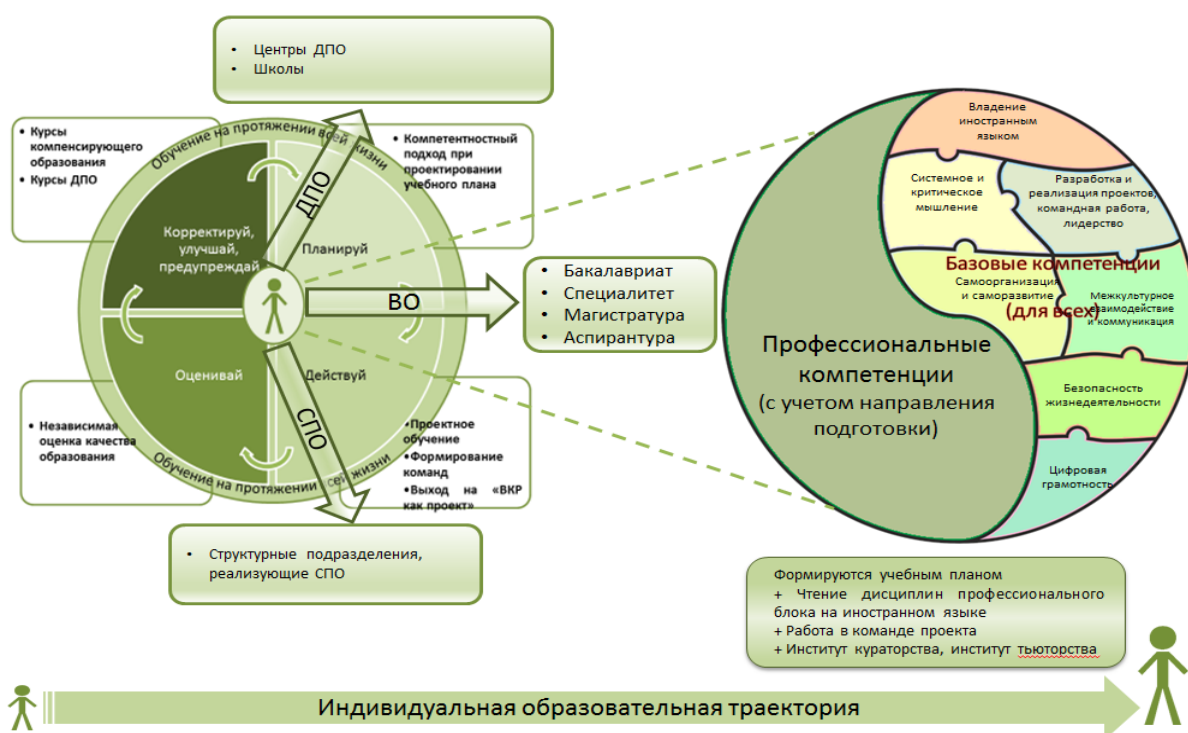 • Центры ДПО
• Школы
• Курсы
компенсирующего
образования
• Курсы ДПО
Обучение на протяжении всей жизни
• Компетентностный
подход при
проектировании
учебного плана
Корректируй,
улучшай,
предупреждай
ДПО
Планируй
ВО
• Бакалавриат
• Специалитет
• Магистратура
• Аспирантура
Оценивай
Действуй
СПО
• Независимая
оценка качества
образования
•Проектное
обучение
•Формирование
команд
•Выход на «ВКР
как проект»
Обучение на протяжении всей жизни
• Структурные подразделения,
реализующие СПО
Владение
иностранным
языком
Системное и
критическое
мышление
Разработка и
реализация проектов,
командная работа,
лидерство
Базовые компетенции
(для всех)
Самоорганизация
и саморазвитие
Межкультурное
взаимодействие
и коммуникация
Профессиональные
компетенции
(с учетом направления
подготовки)
Безопасность
жизнедеятельности
Цифровая
грамотность
Формируются учебным планом
+ Чтение дисциплин профессионального
блока на иностранном языке
+ Работа в команде проекта
+ Институт кураторства, институт тьюторства
Индивидуальная образовательная траектория